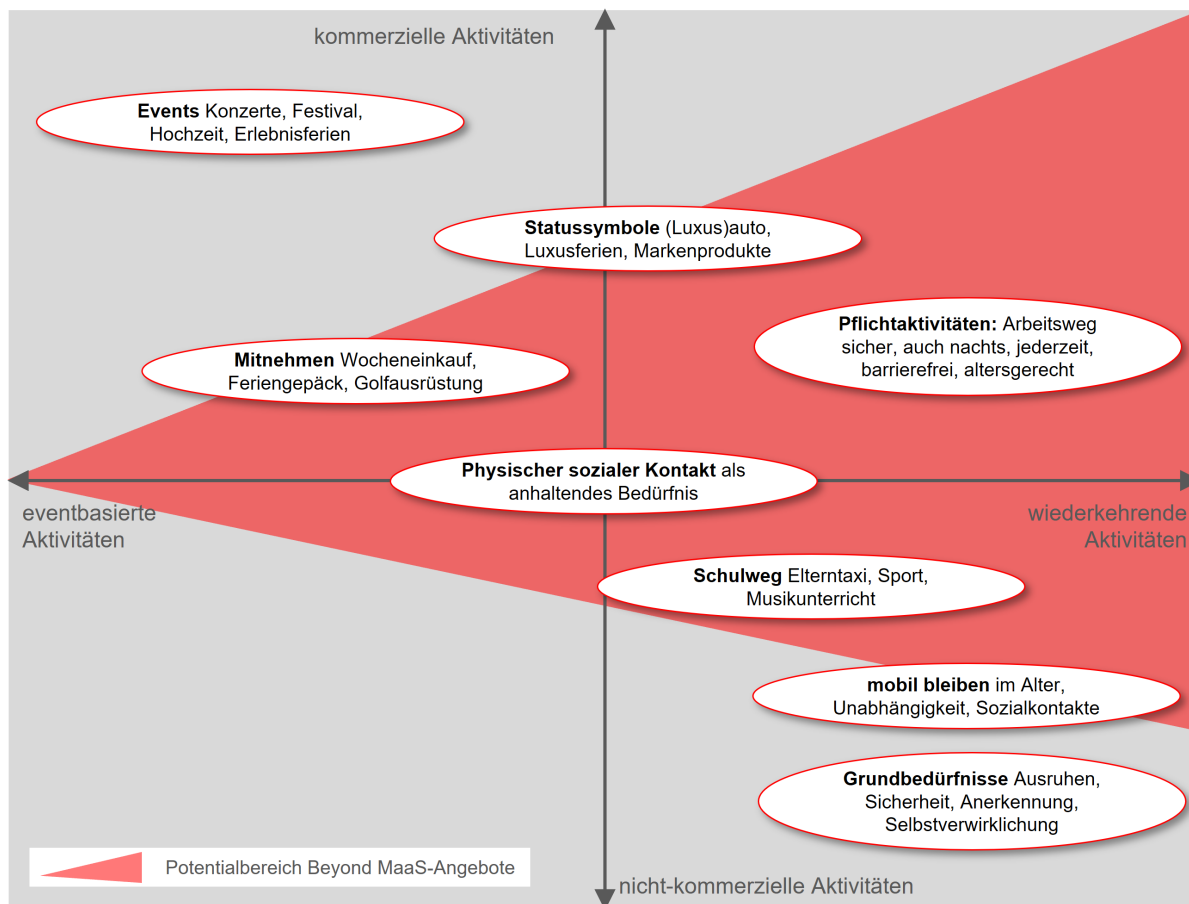 kommerzielle Aktivitäten
Events Konzerte, Festival,
Hochzeit, Erlebnisferien
Statussymbole (Luxus)auto,
Luxusferien, Markenprodukte
Pflichtaktivitäten: Arbeitsweg
sicher, auch nachts, jederzeit,
barrierefrei, altersgerecht
Mitnehmen Wocheneinkauf,
Feriengepäck, Golfausrüstung
Physischer sozialer Kontakt als
anhaltendes Bedürfnis
eventbasierte
Aktivitäten
wiederkehrende
Aktivitäten
Schulweg Elterntaxi, Sport,
Musikunterricht
mobil bleiben im Alter,
Unabhängigkeit, Sozialkontakte
Grundbedürfnisse Ausruhen,
Sicherheit, Anerkennung,
Selbstverwirklichung
Potentialbereich Beyond MaaS-Angebote
nicht-kommerzielle Aktivitäten